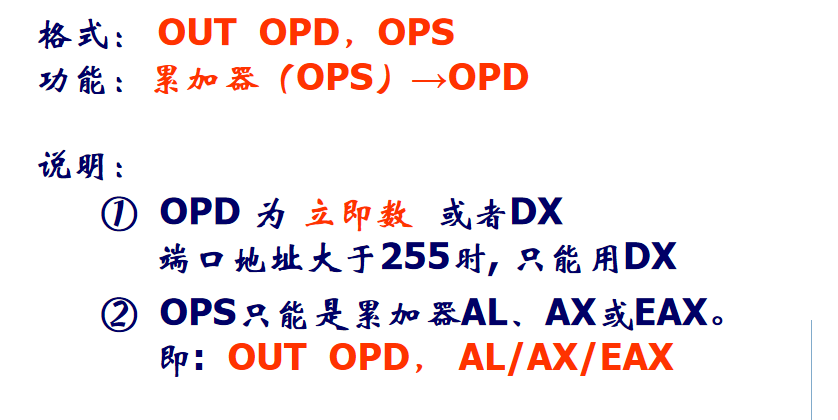 格式： OUT OPD，OPS
功能：累加器（OPS）→OPD
说明：
① OPD 为 立即数 或者DX
端口地址大于255时, 只能用DX
② OPS只能是累加器AL、AX或EAX。
即: OUT OPD， AL/AX/EAX